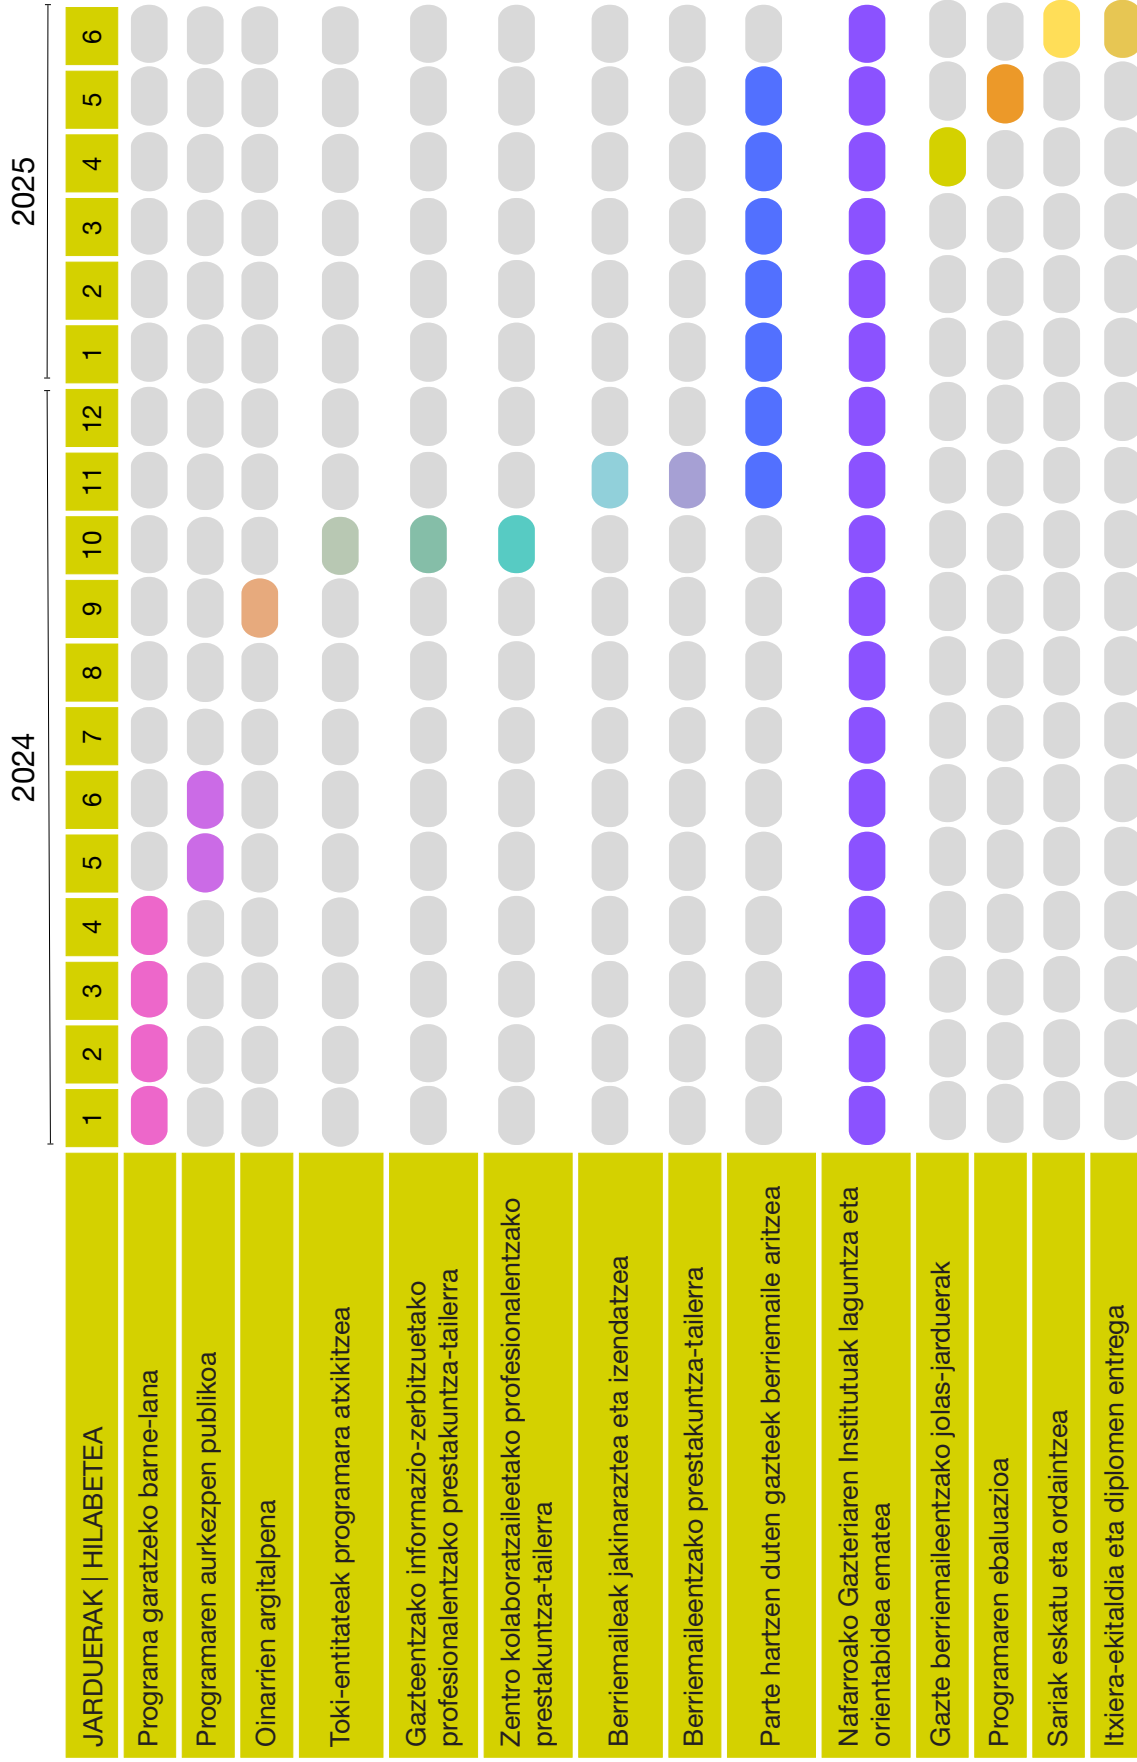 2024
2025
JARDUERAK | HILABETEA
1 2 3 4 5 6 7 8 9 10 11 12 1 2 3 4 5 6
Programa garatzeko barne-lana
Programaren aurkezpen publikoa
Oinarrien argitalpena
Toki-entitateak programara atxikitzea
Gazteentzako informazio-zerbitzuetako
profesionalentzako prestakuntza-tailerra
Zentro kolaboratzaileetako profesionalentzako
prestakuntza-tailerra
Berriemaileak jakinaraztea eta izendatzea
Berriemaileentzako prestakuntza-tailerra
Parte hartzen duten gazteek berriemaile aritzea
Nafarroako Gazteriaren Institutuak laguntza eta
orientabidea ematea
Gazte berriemaileentzako jolas-jarduerak
Programaren ebaluazioa
Sariak eskatu eta ordaintzea
Itxiera-ekitaldia eta diplomen entrega